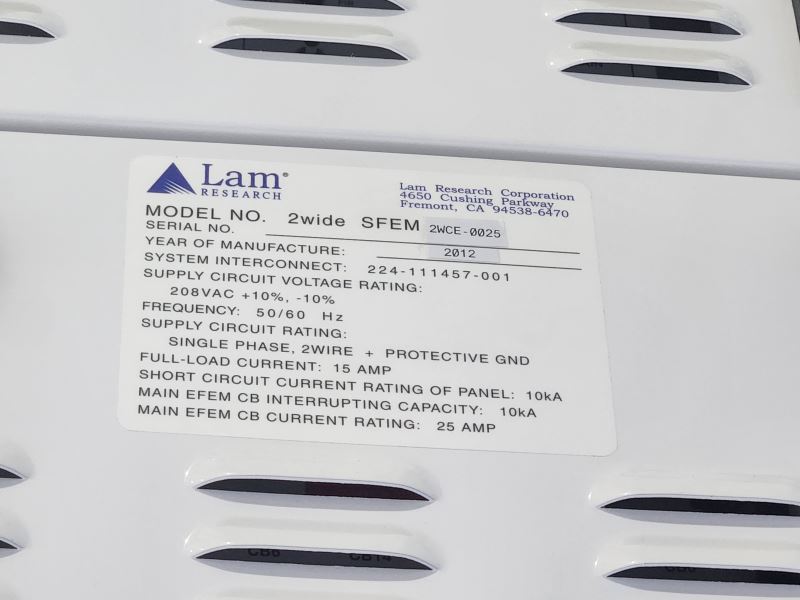 Lam®
RESEARCH
Lam Research Corporation
4650 Cushing Parkway
Fremont, CA 94538-6470
MODEL NO. 2wide SFEM
SERIAL NO. 2WCE-0025
YEAR OF MANUFACTURE: 2012
SYSTEM INTERCONNECT: 224-111457-001
SUPPLY CIRCUIT VOLTAGE RATING:
208VAC +10%, -10%
FREQUENCY: 50/60 Hz
SUPPLY CIRCUIT RATING:
SINGLE PHASE, 2WIRE + PROTECTIVE GND
FULL-LOAD CURRENT: 15 AMP
SHORT CIRCUIT CURRENT RATING OF PANEL: 10kA
MAIN EFEM CB INTERRUPTING CAPACITY: 10kA
MAIN EFEM CB CURRENT RATING: 25 AMP
CB6 CB14